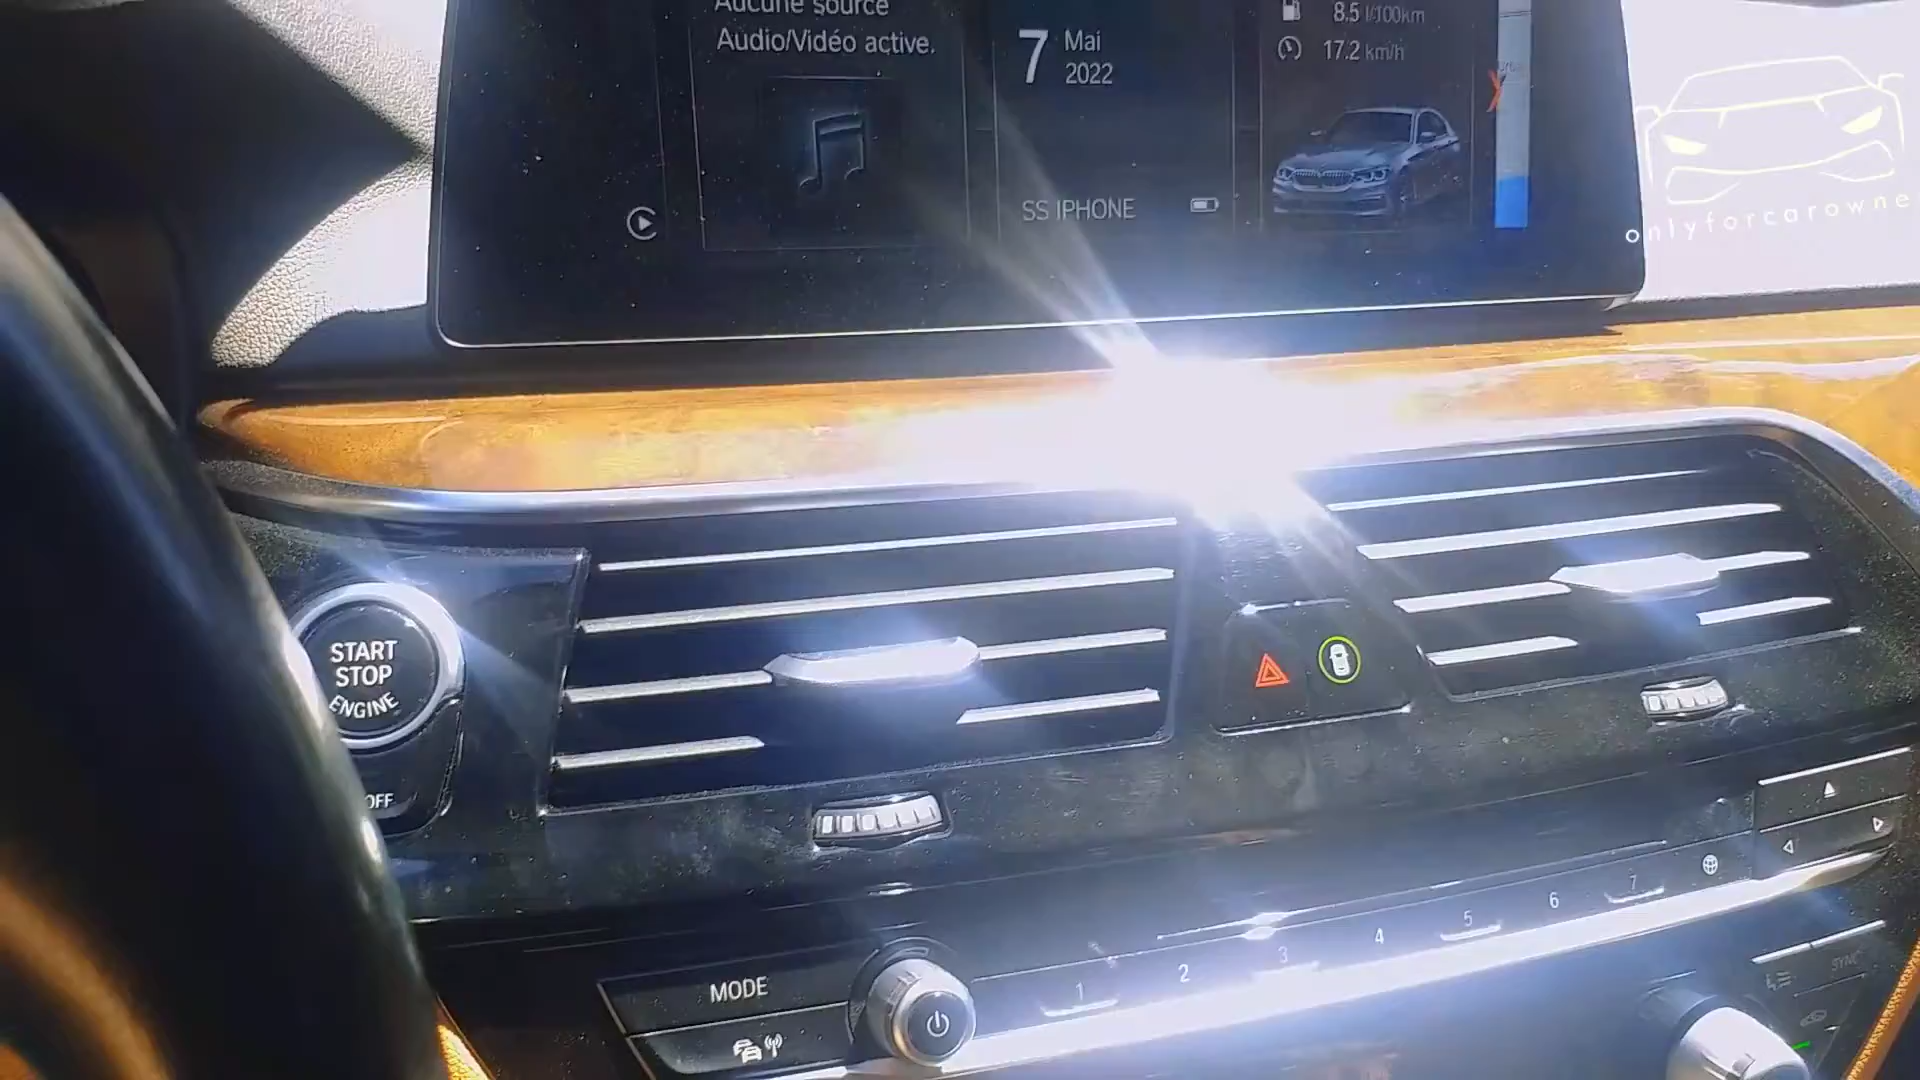 Aucune source
Audio/Vidéo active.
7 Mai
2022
8.5 l/100km
17.2 km/h
SS IPHONE
onlyforcarowne
START
STOP
ENGINE
OFF
MODE
1 2 3 4 5 6 7
SYNC